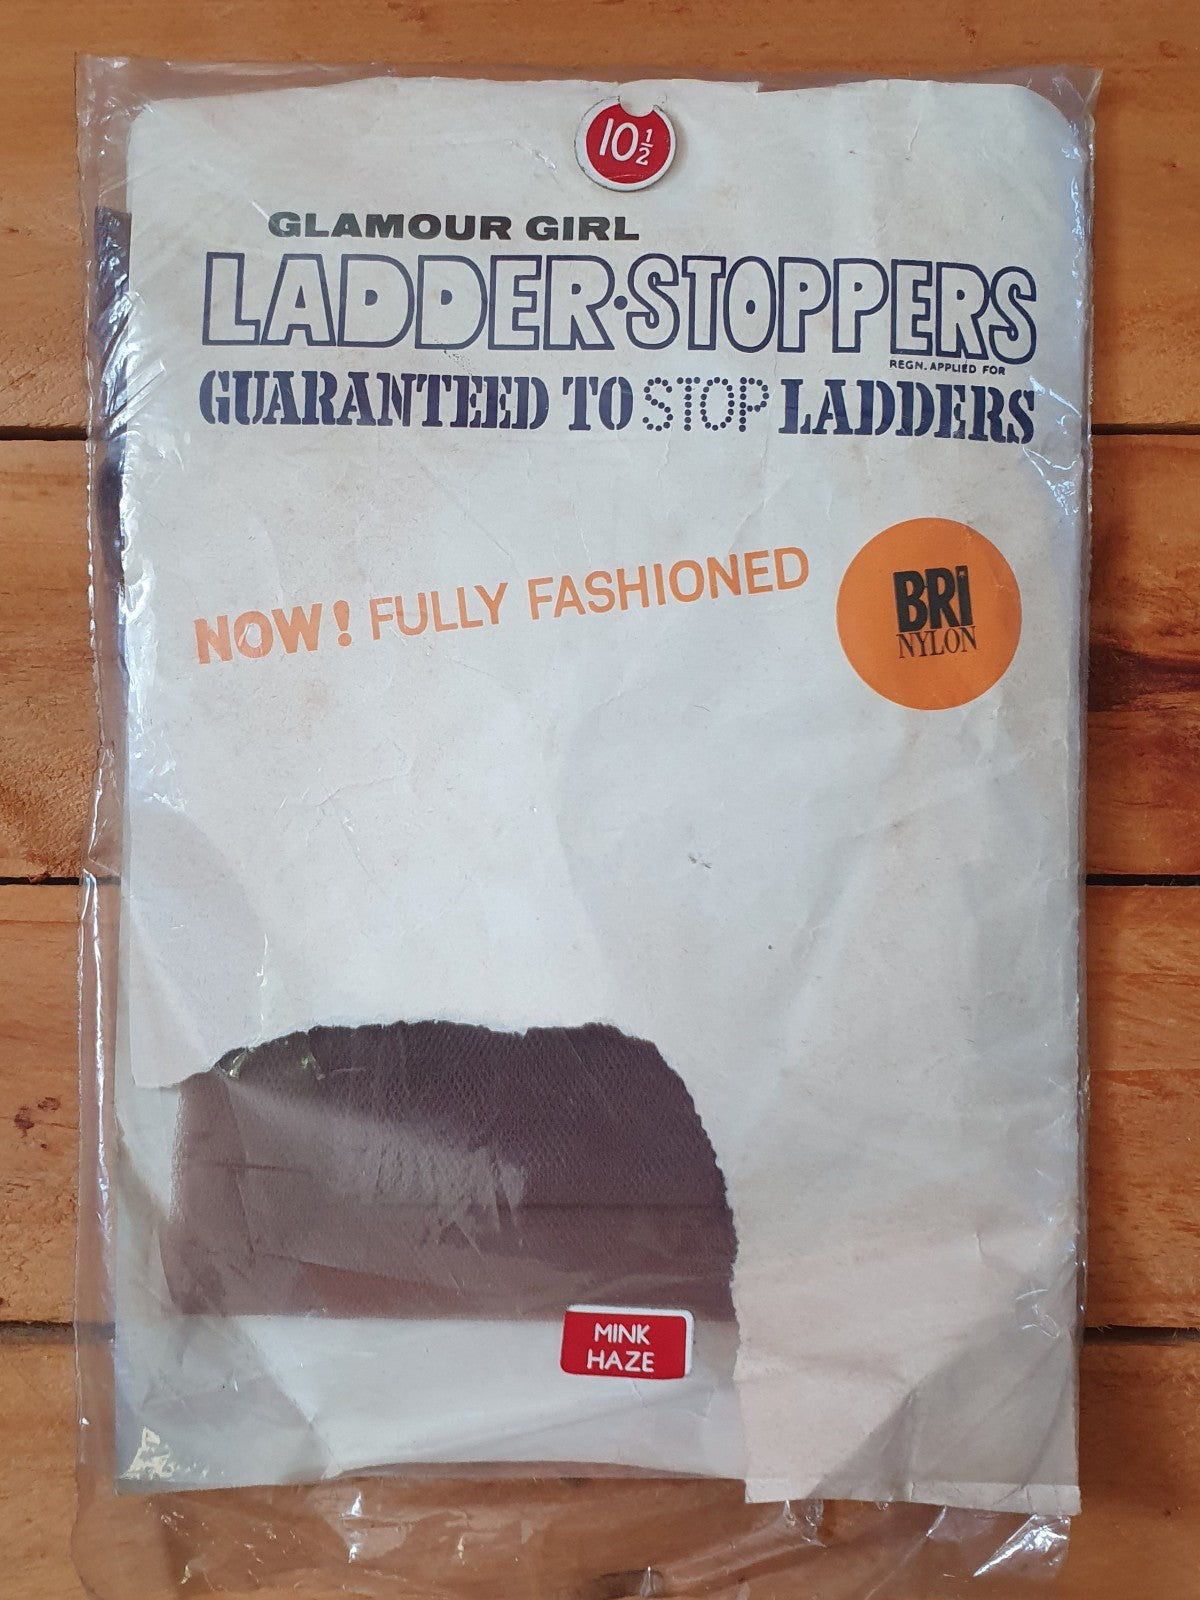 10½
GLAMOUR GIRL
LADDER·STOPPERS
REGN. APPLIED FOR
GUARANTEED TO STOP LADDERS
NOW! FULLY FASHIONED
BRI
NYLON
MINK
HAZE